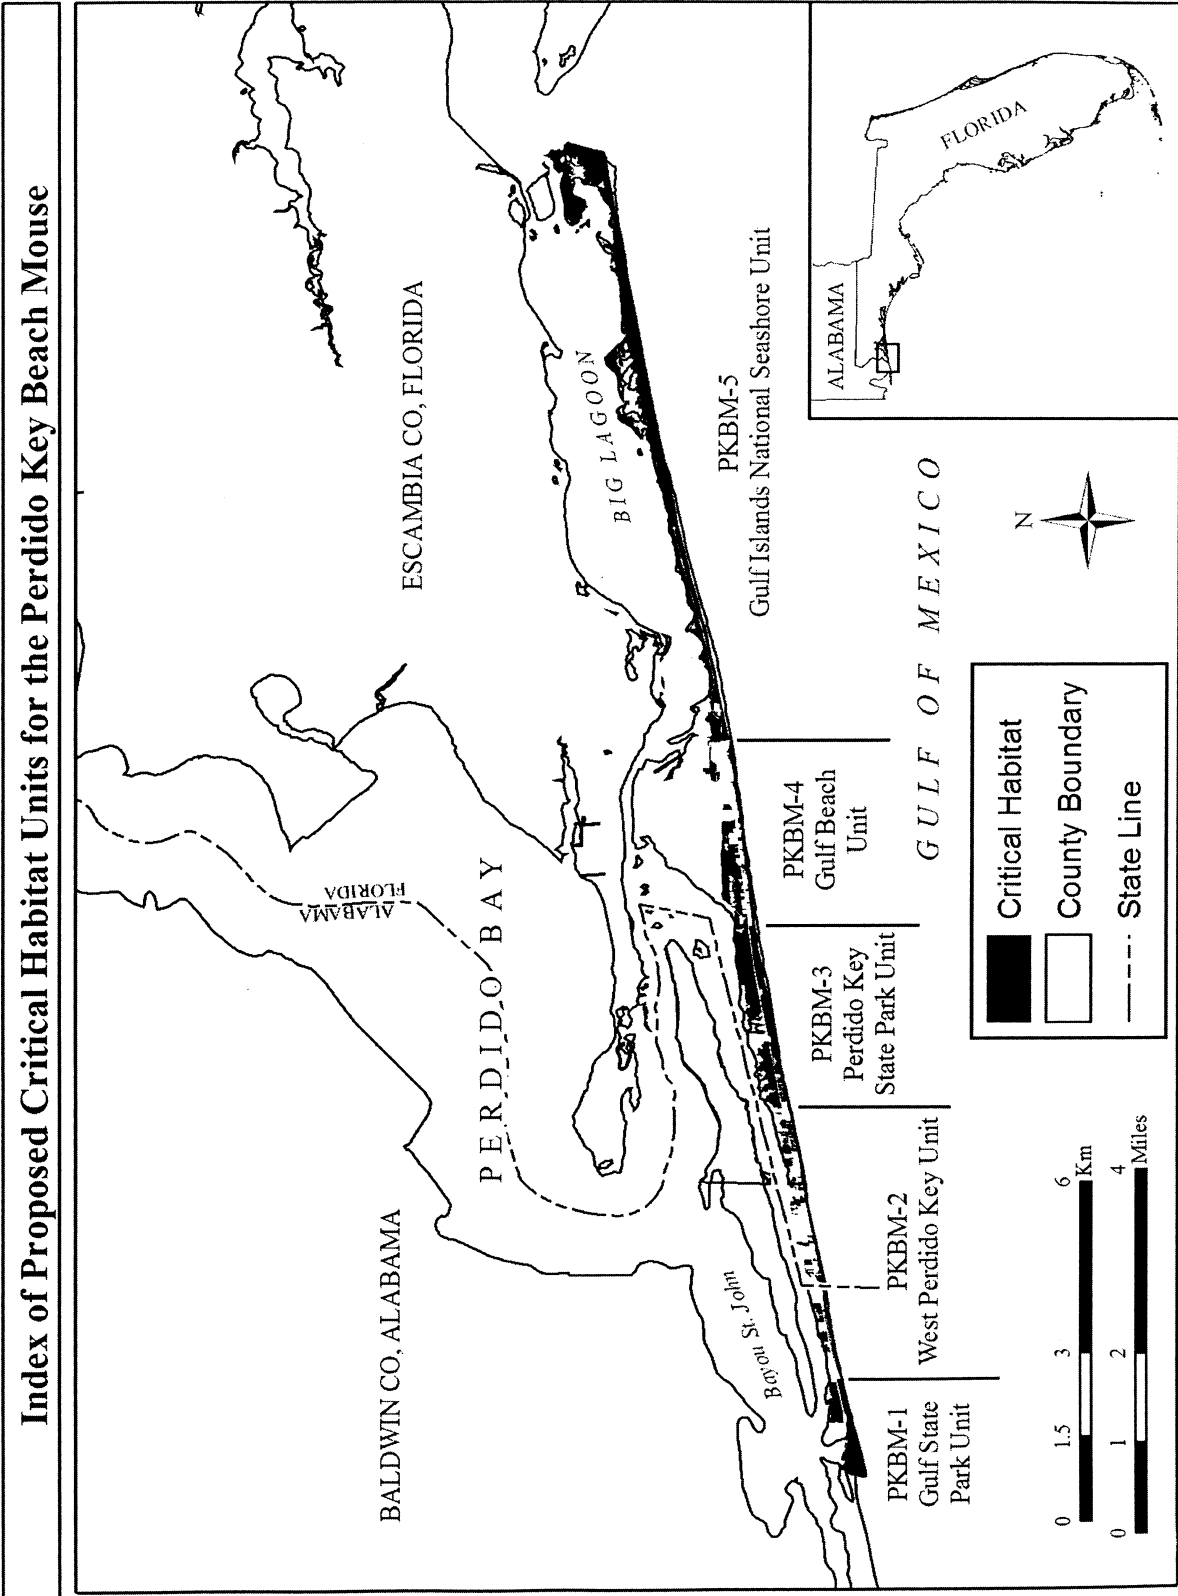 Index of Proposed Critical Habitat Units for the Perdido Key Beach Mouse
BALDWIN CO, ALABAMA
ESCAMBIA CO, FLORIDA
ALABAMA
FLORIDA
PERDIDO BAY
BIG LAGOON
Bayou St. John
PKBM-1
Gulf State
Park Unit
PKBM-2
West Perdido Key Unit
PKBM-3
Perdido Key
State Park Unit
PKBM-4
Gulf Beach
Unit
PKBM-5
Gulf Islands National Seashore Unit
GULF OF MEXICO
0 1.5 3 6
Km
0 1 2 4
Miles
Critical Habitat
County Boundary
State Line
N
ALABAMA
FLORIDA